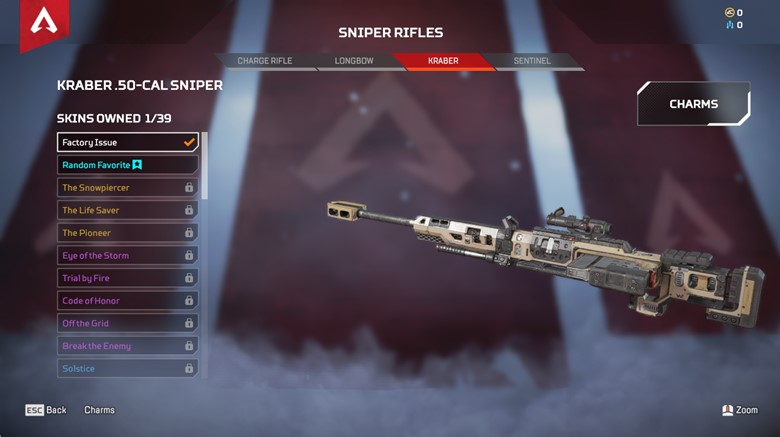 0
SNIPER RIFLES
0
CHARGE RIFLE
LONGBOW
KRABER
SENTINEL
KRABER .50-CAL SNIPER
CHARMS
SKINS OWNED 1/39
Factory Issue
Random Favorite
The Snowpiercer
The Life Saver
The Pioneer
Eye of the Storm
Trial by Fire
Code of Honor
Off the Grid
Break the Enemy
Solstice
ESC Back
Charms
Zoom